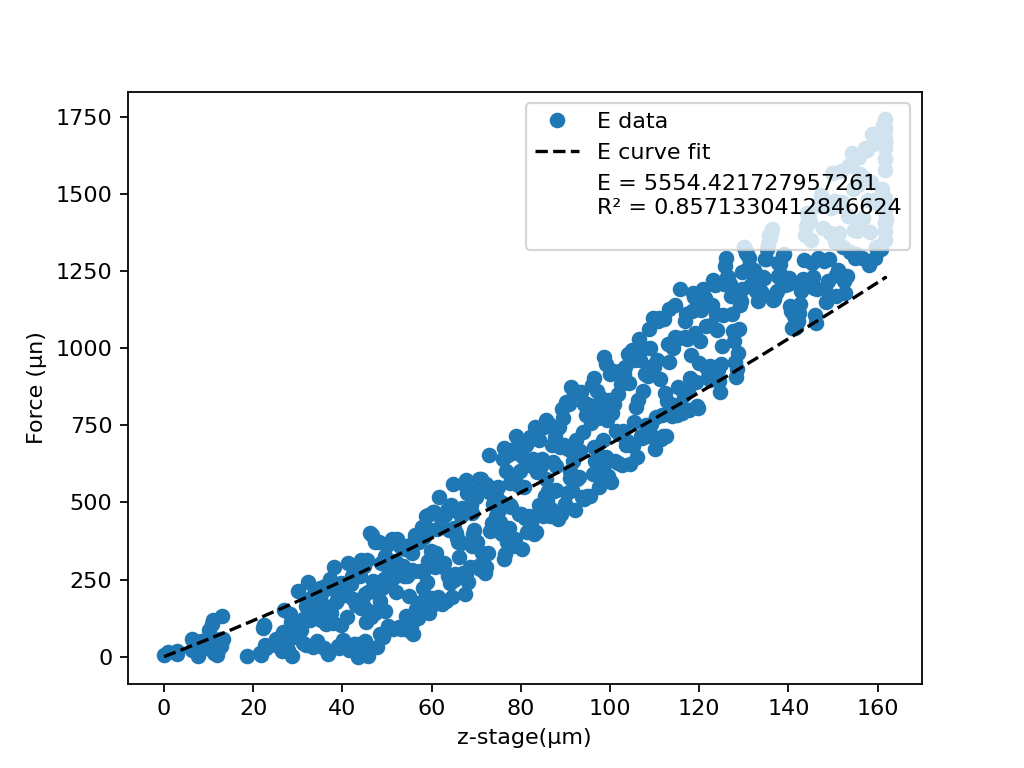 E data
E curve fit
E = 5554.421727957261
R² = 0.8571330412846624
1750
1500
1250
1000
750
500
250
0
Force (µn)
0 20 40 60 80 100 120 140 160
z-stage(µm)